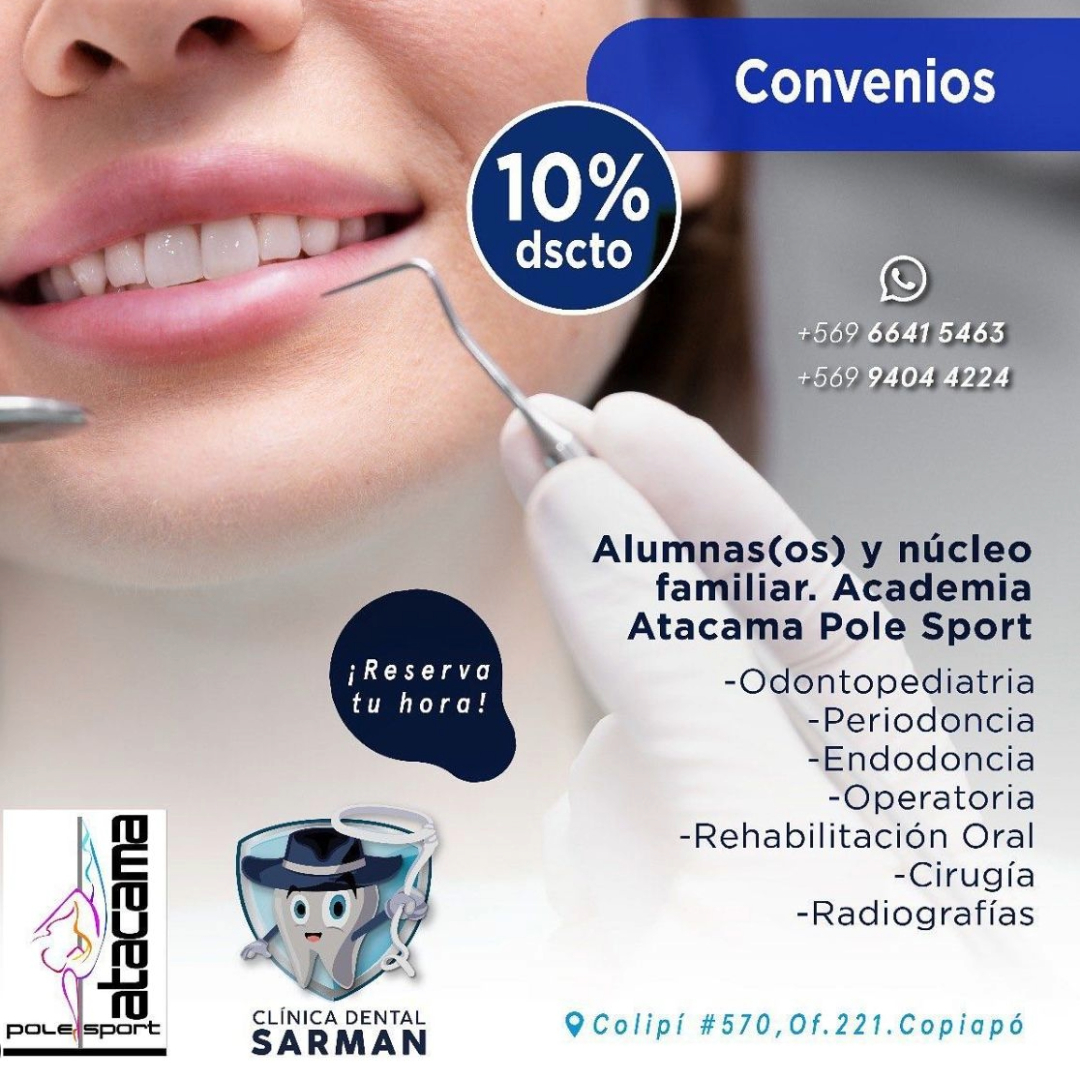 Convenios
10%
dscto
+569 6641 5463
+569 9404 4224
Alumnas(os) y núcleo
familiar. Academia
Atacama Pole Sport
-Odontopediatria
-Periodoncia
-Endodoncia
-Operatoria
-Rehabilitación Oral
-Cirugía
-Radiografías
¡Reserva
tu hora!
atacama
pole sport
CLÍNICA DENTAL
SARMAN
Colipí #570,Of.221.Copiapó